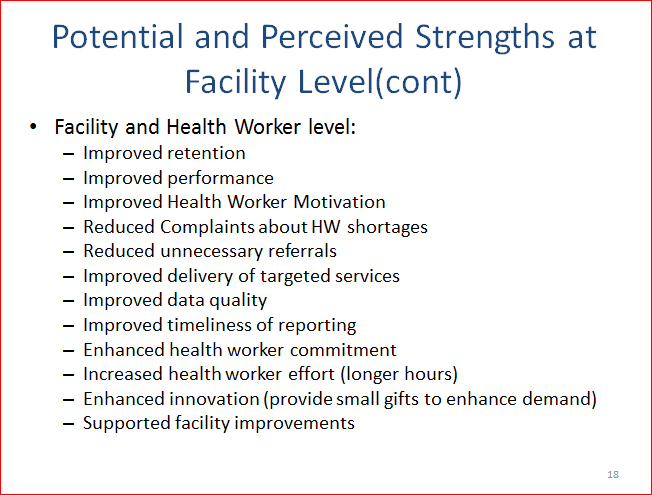 Potential and Perceived Strengths at
Facility Level(cont)
• Facility and Health Worker level:
– Improved retention
– Improved performance
– Improved Health Worker Motivation
– Reduced Complaints about HW shortages
– Reduced unnecessary referrals
– Improved delivery of targeted services
– Improved data quality
– Improved timeliness of reporting
– Enhanced health worker commitment
– Increased health worker effort (longer hours)
– Enhanced innovation (provide small gifts to enhance demand)
– Supported facility improvements
18